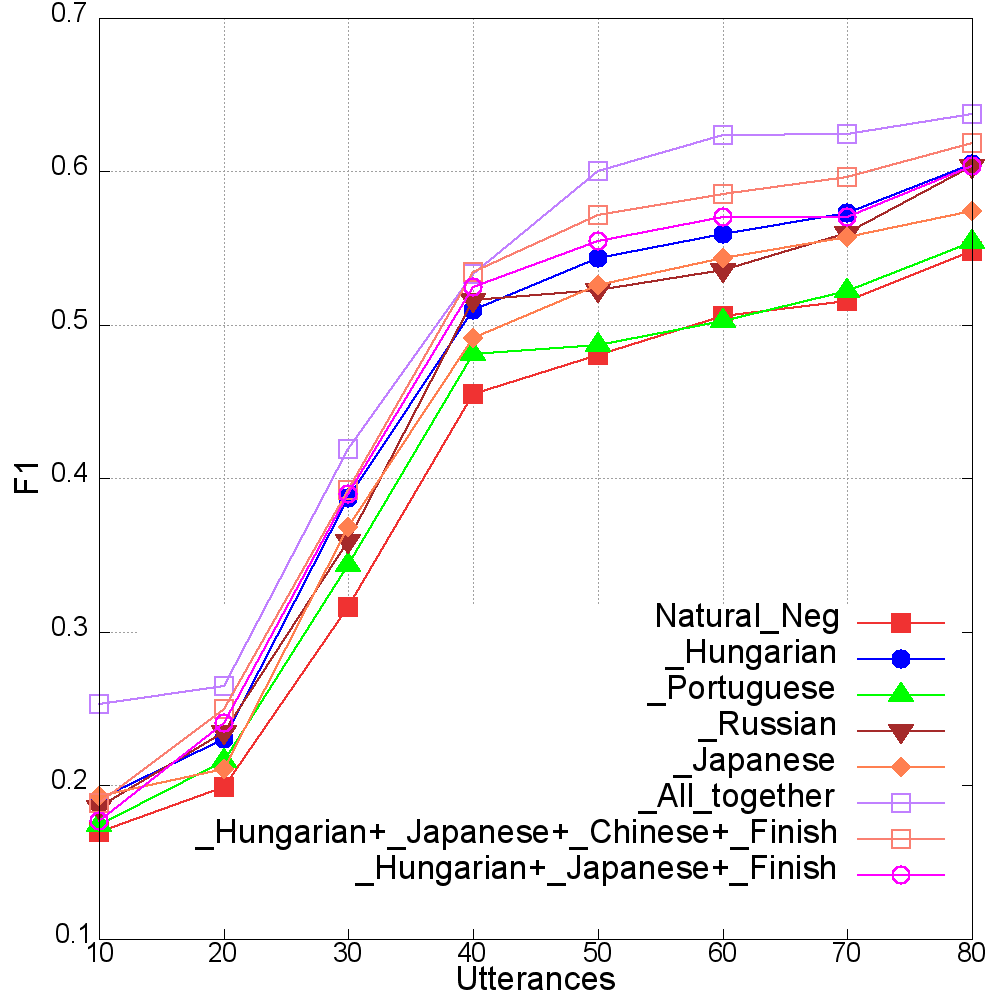 0.7
0.6
0.5
0.4
0.3
0.2
0.1
F1
Natural_Neg
_Hungarian
_Portuguese
_Russian
_Japanese
_All_together
_Hungarian+_Japanese+_Chinese+_Finish
_Hungarian+_Japanese+_Finish
10 20 30 40 50 60 70 80
Utterances